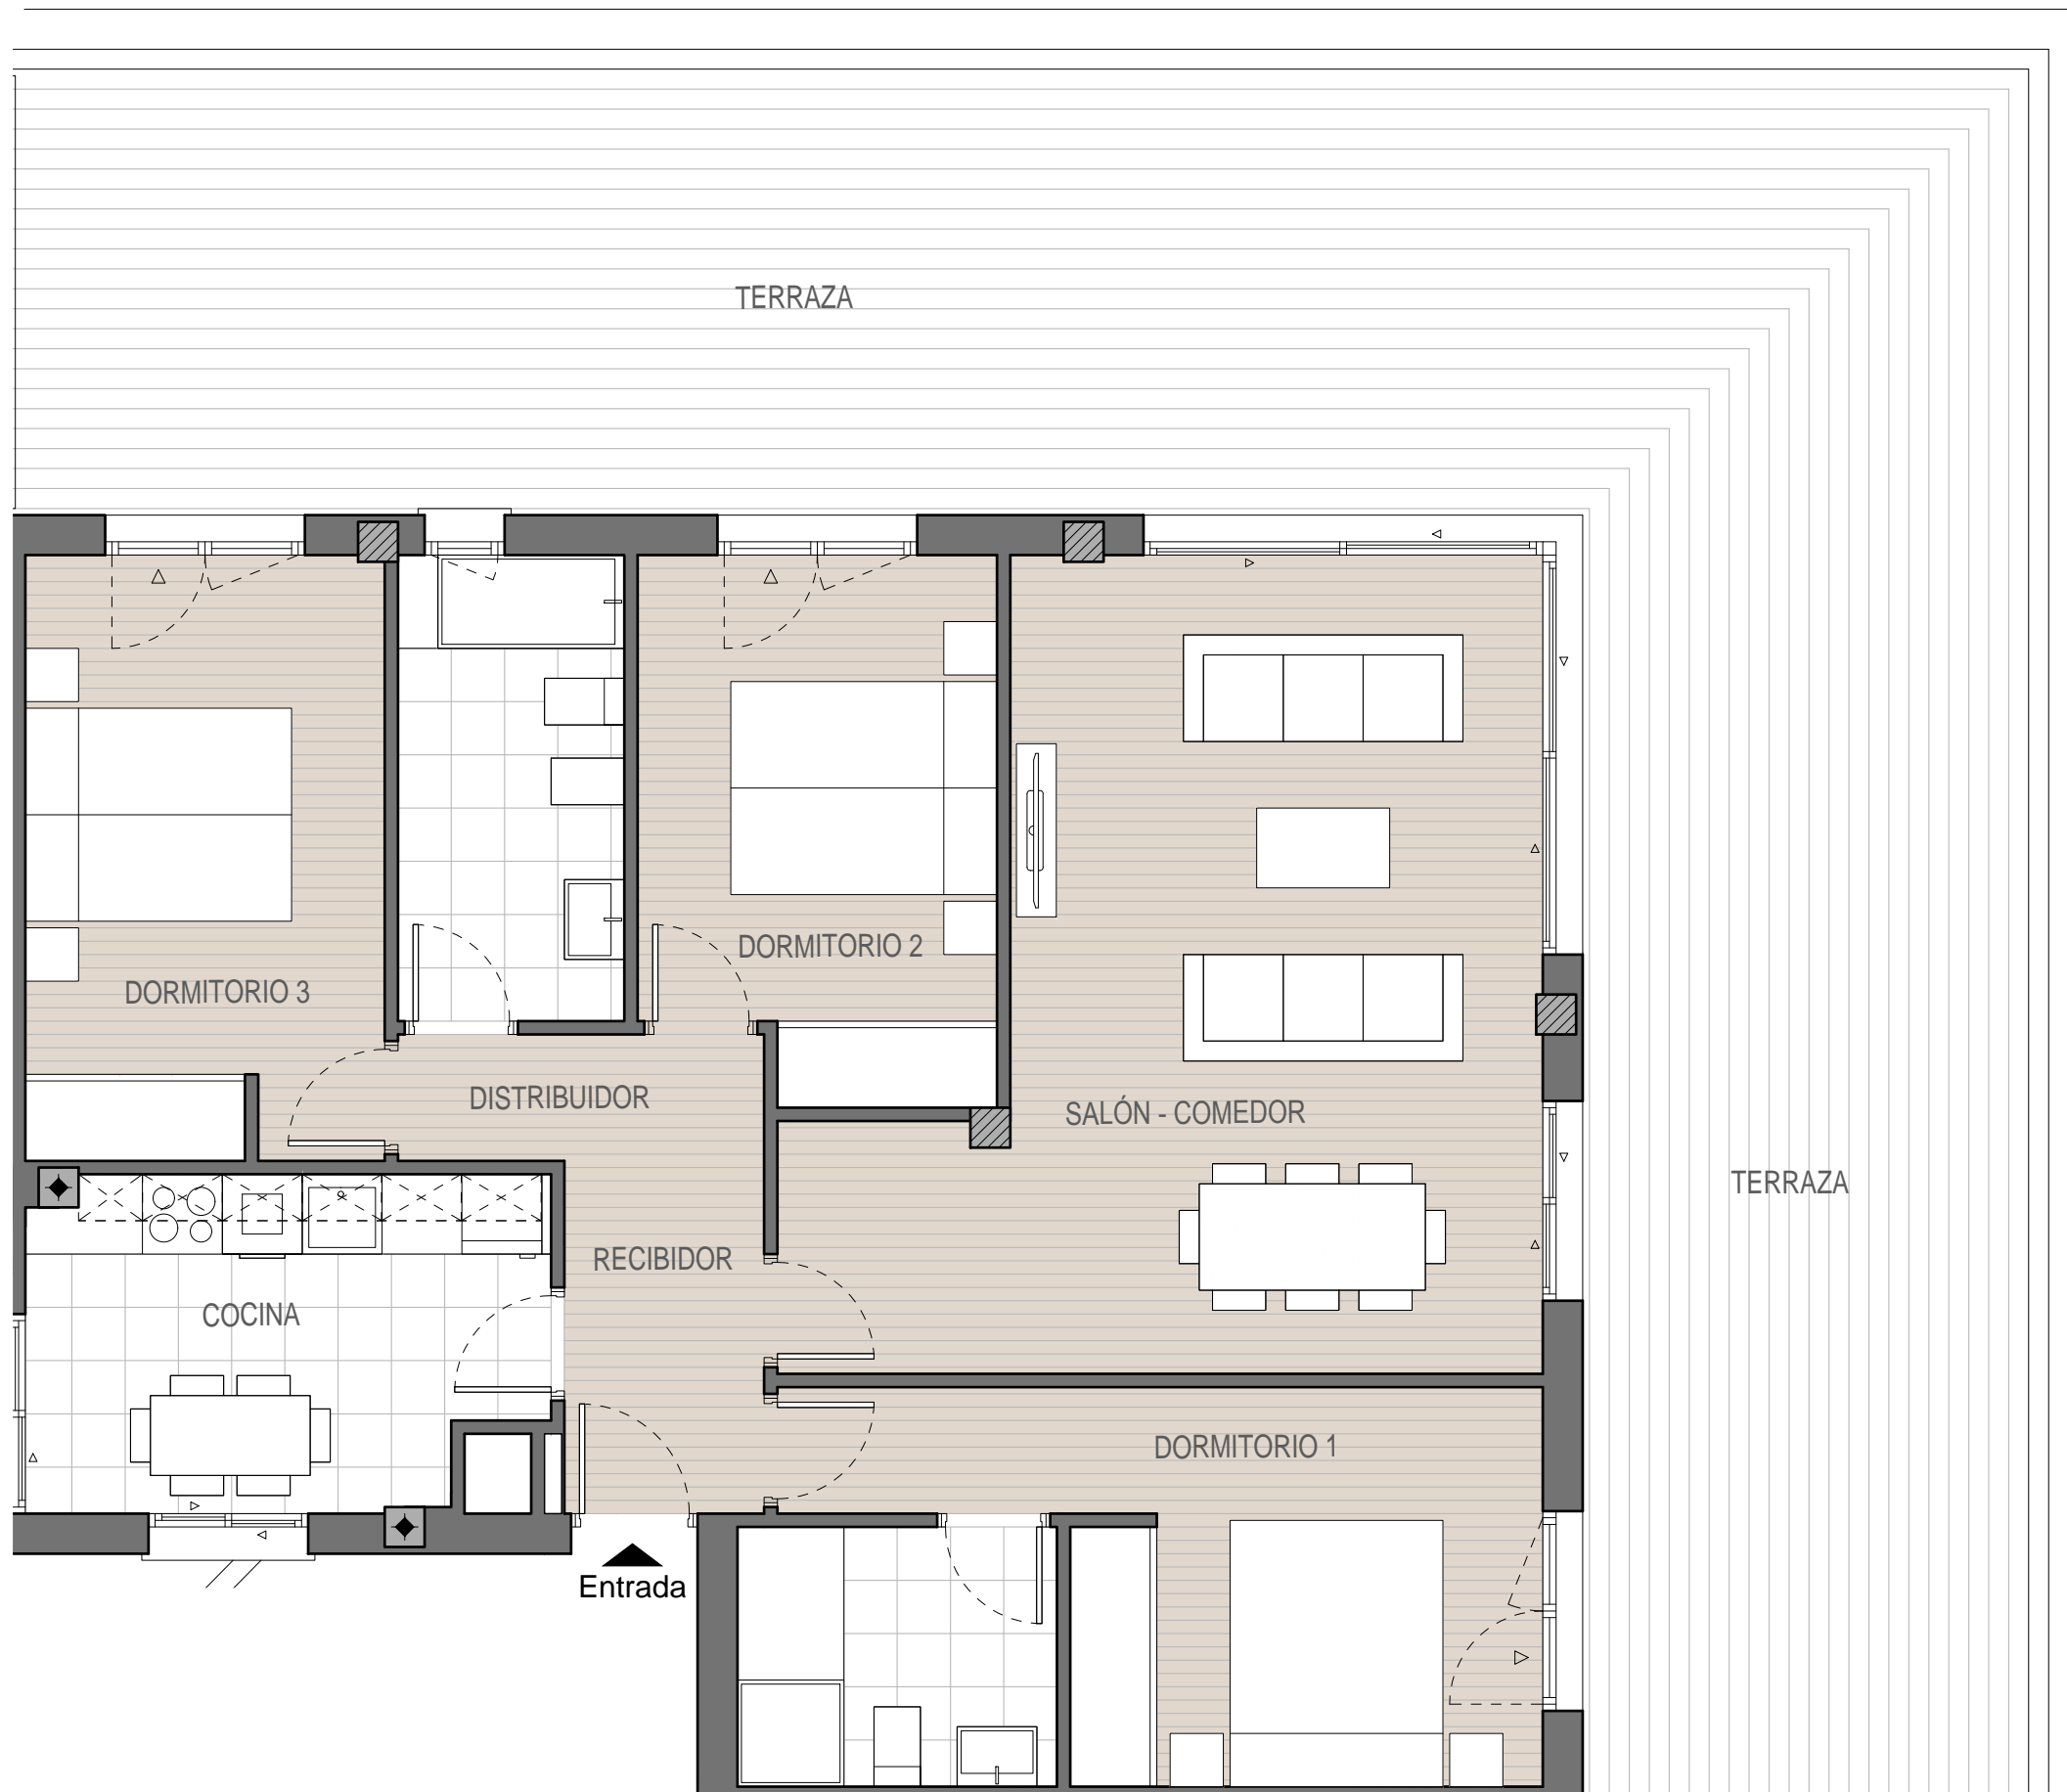 TERRAZA
DORMITORIO 2
DORMITORIO 3
DISTRIBUIDOR
SALÓN - COMEDOR
TERRAZA
RECIBIDOR
COCINA
DORMITORIO 1
Entrada